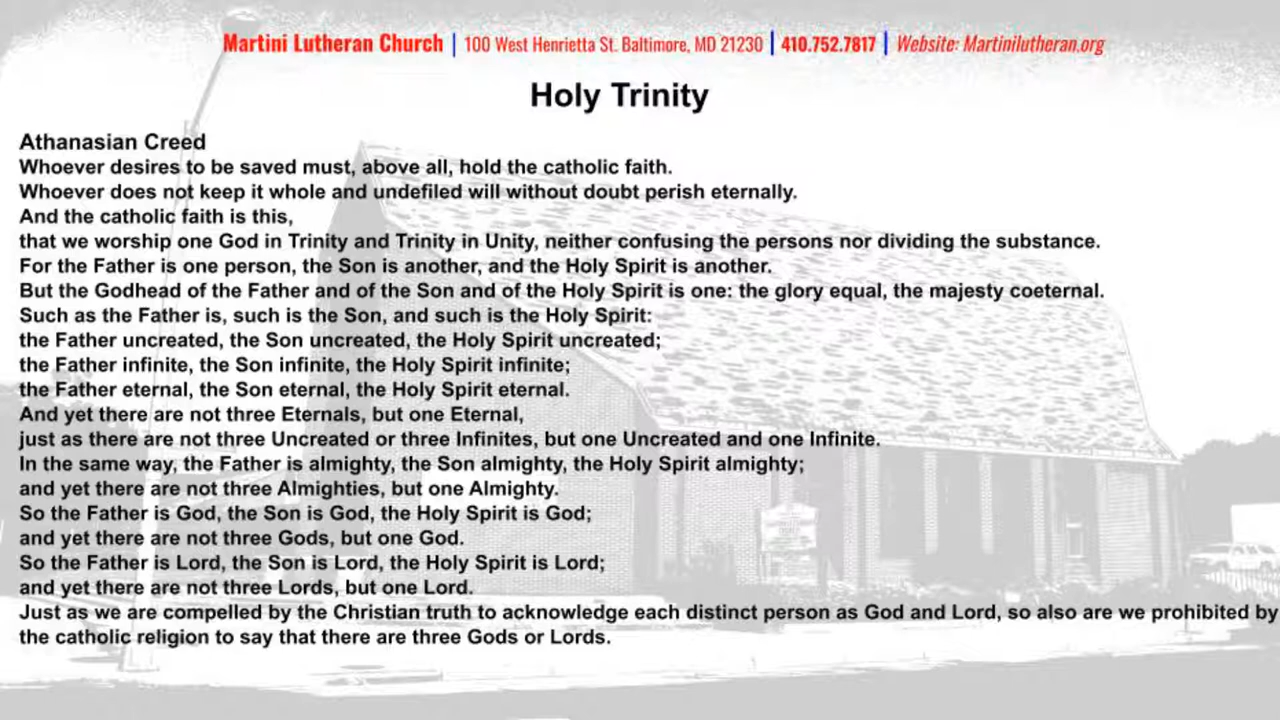 Martini Lutheran Church | 100 West Henrietta St. Baltimore, MD 21230 | 410.752.7817 | Website: Martinilutheran.org
Holy Trinity
Athanasian Creed
Whoever desires to be saved must, above all, hold the catholic faith.
Whoever does not keep it whole and undefiled will without doubt perish eternally.
And the catholic faith is this,
that we worship one God in Trinity and Trinity in Unity, neither confusing the persons nor dividing the substance.
For the Father is one person, the Son is another, and the Holy Spirit is another.
But the Godhead of the Father and of the Son and of the Holy Spirit is one: the glory equal, the majesty coeternal.
Such as the Father is, such is the Son, and such is the Holy Spirit:
the Father uncreated, the Son uncreated, the Holy Spirit uncreated;
the Father infinite, the Son infinite, the Holy Spirit infinite;
the Father eternal, the Son eternal, the Holy Spirit eternal.
And yet there are not three Eternals, but one Eternal,
just as there are not three Uncreated or three Infinites, but one Uncreated and one Infinite.
In the same way, the Father is almighty, the Son almighty, the Holy Spirit almighty;
and yet there are not three Almighties, but one Almighty.
So the Father is God, the Son is God, the Holy Spirit is God;
and yet there are not three Gods, but one God.
So the Father is Lord, the Son is Lord, the Holy Spirit is Lord;
and yet there are not three Lords, but one Lord.
Just as we are compelled by the Christian truth to acknowledge each distinct person as God and Lord, so also are we prohibited by
the catholic religion to say that there are three Gods or Lords.